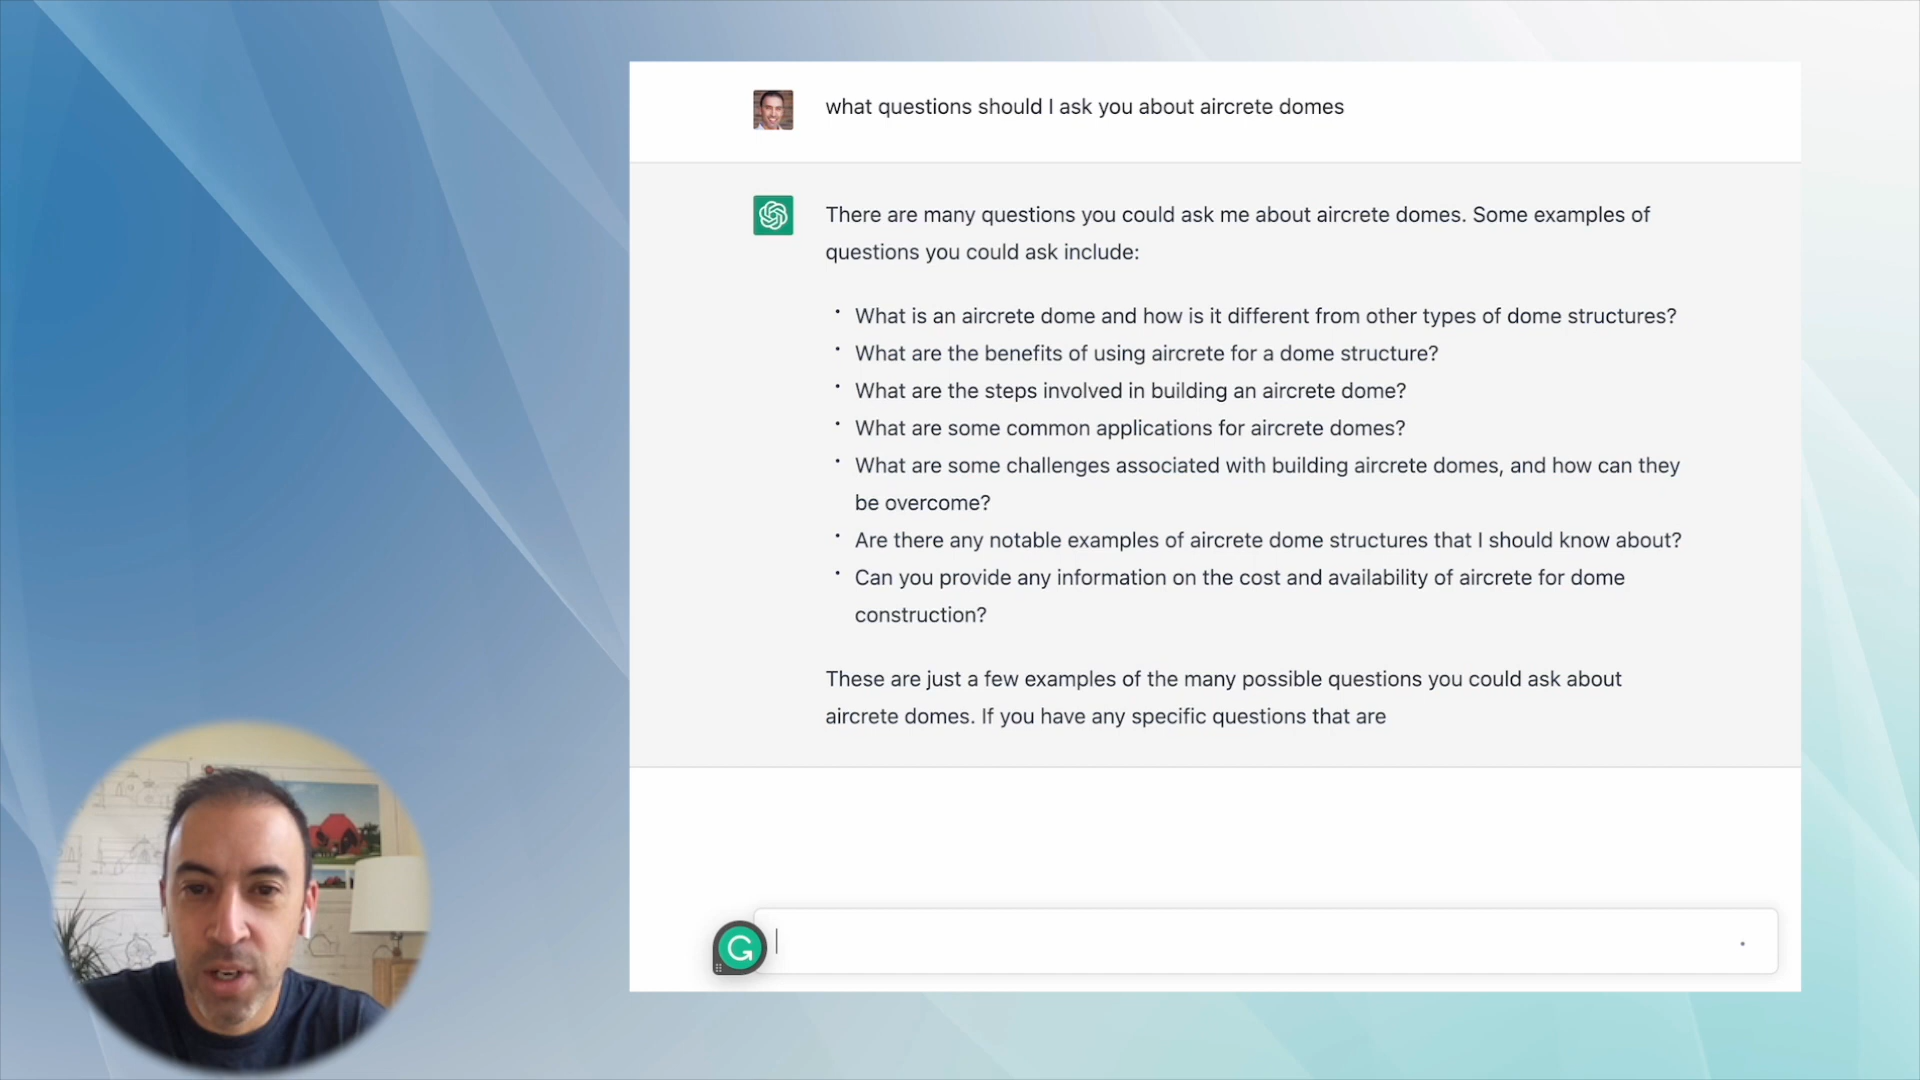 what questions should I ask you about aircrete domes
There are many questions you could ask me about aircrete domes. Some examples of
questions you could ask include:
• What is an aircrete dome and how is it different from other types of dome structures?
• What are the benefits of using aircrete for a dome structure?
• What are the steps involved in building an aircrete dome?
• What are some common applications for aircrete domes?
• What are some challenges associated with building aircrete domes, and how can they
be overcome?
• Are there any notable examples of aircrete dome structures that I should know about?
• Can you provide any information on the cost and availability of aircrete for dome
construction?
These are just a few examples of the many possible questions you could ask about
aircrete domes. If you have any specific questions that are